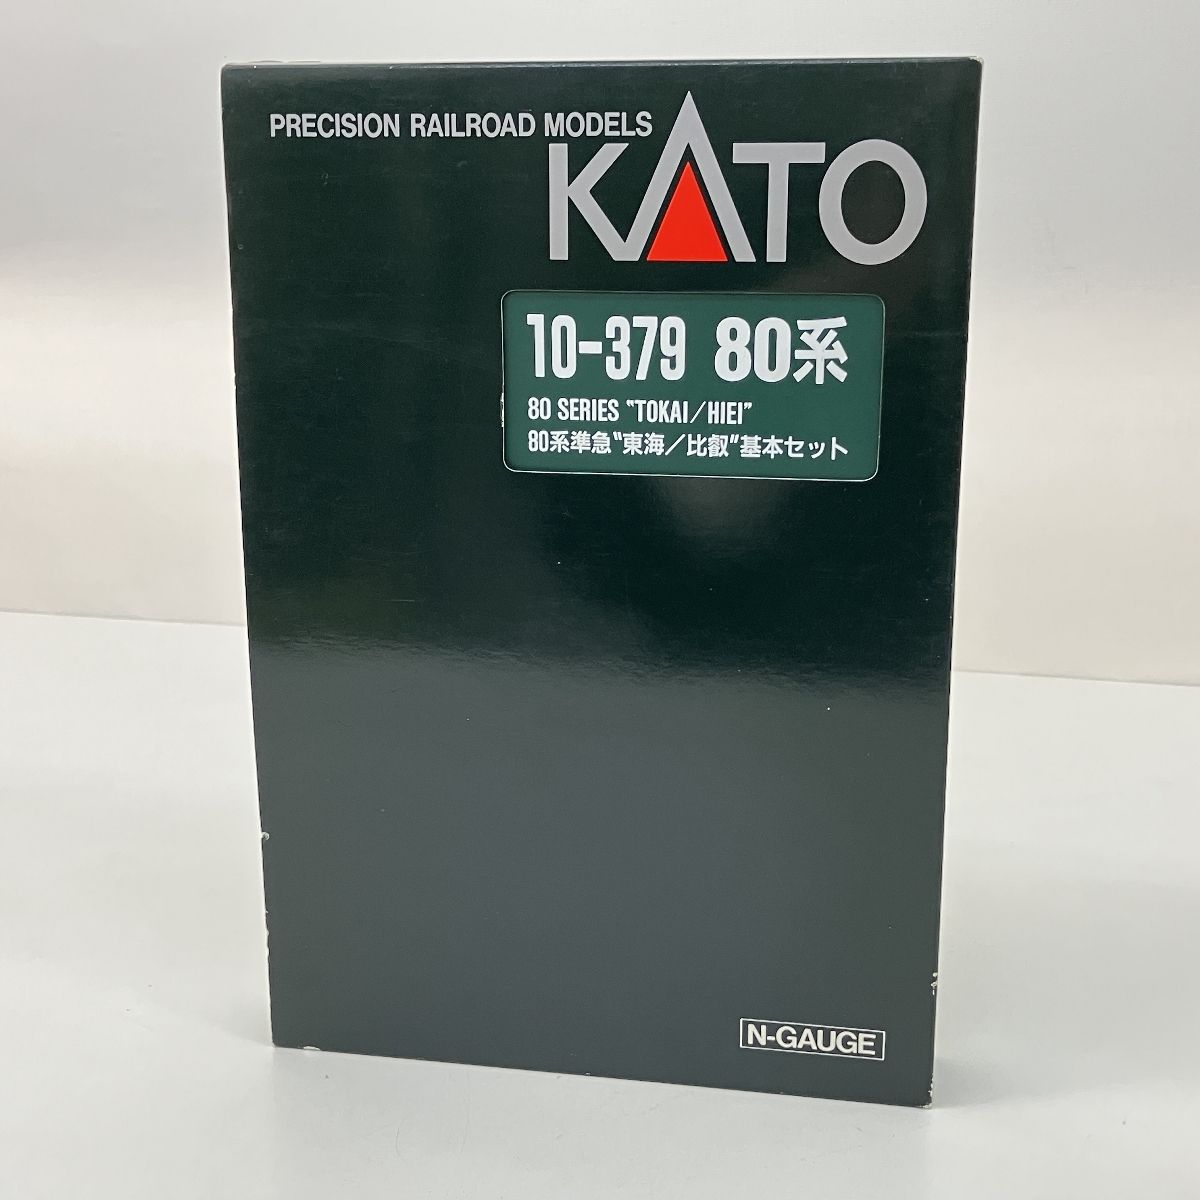 PRECISION RAILROAD MODELS
KATO
10-379 80系
80 SERIES “TOKAI/HIEI”
80系準急“東海/比叡”基本セット
N-GAUGE